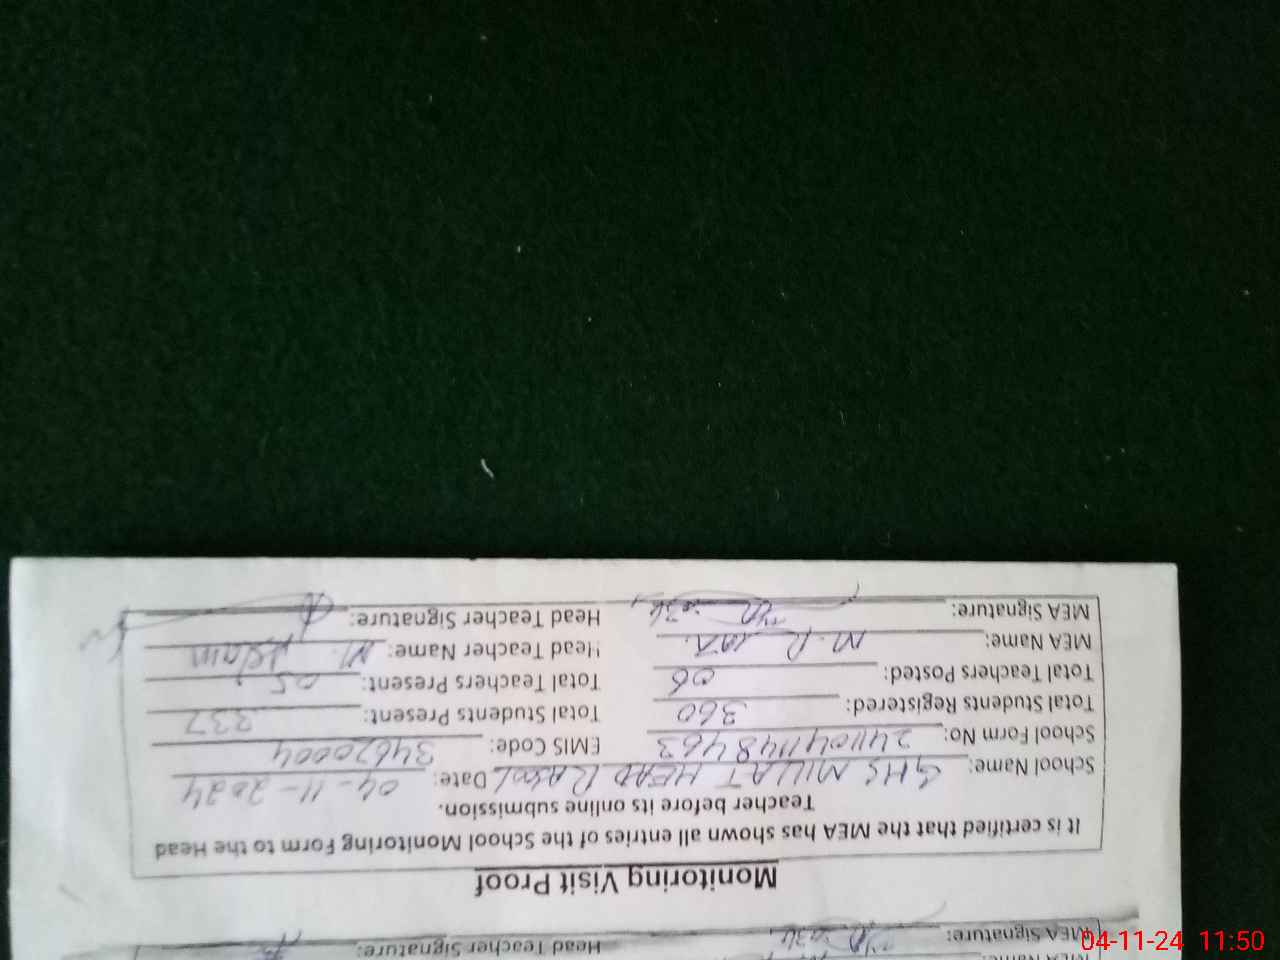 Monitoring Visit Proof
It is certified that the MEA has shown all entries of the School Monitoring Form to the Head
Teacher before its online submission.
School Name: GHS MILLAT HEAD Rasul Date: 04-11-2024
School Form No: EMIS Code: 34620004
Total Students Registered: 360 Total Students Present: 337
Total Teachers Posted: 06 Total Teachers Present: 05
MEA Name: M. Riaz Head Teacher Name: M. Aslam
MEA Signature: Head Teacher Signature:
MEA Signature: Head Teacher Signature:
04-11-24 11:50